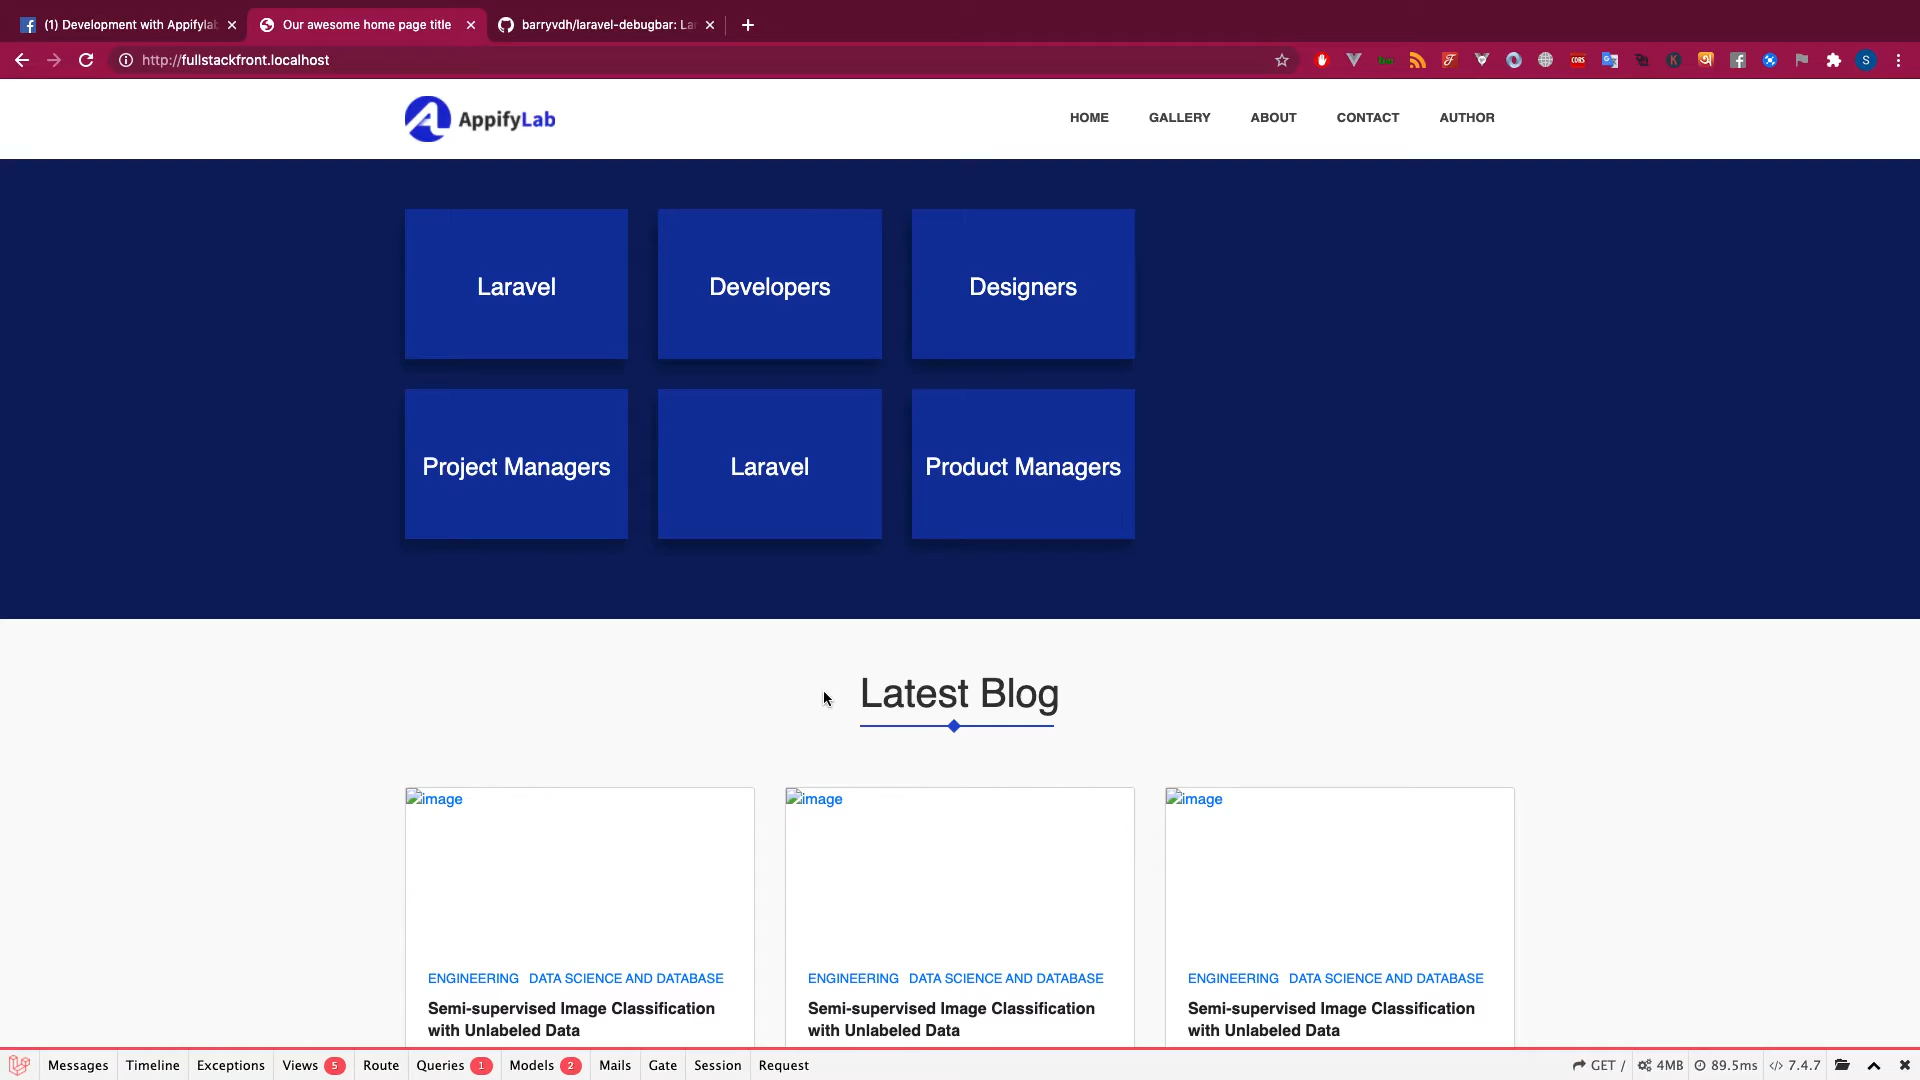 (1) Development with Appifylab
Our awesome home page title
barryvdh/laravel-debugbar: La
http://fullstackfront.localhost
S
AppifyLab
HOME GALLERY ABOUT CONTACT AUTHOR
Laravel
Developers
Designers
Project Managers
Laravel
Product Managers
Latest Blog
image
image
image
ENGINEERING DATA SCIENCE AND DATABASE
Semi-supervised Image Classification
with Unlabeled Data
ENGINEERING DATA SCIENCE AND DATABASE
Semi-supervised Image Classification
with Unlabeled Data
ENGINEERING DATA SCIENCE AND DATABASE
Semi-supervised Image Classification
with Unlabeled Data
Messages Timeline Exceptions Views 5 Route Queries 1 Models 2 Mails Gate Session Request GET / 4MB 89.5ms 7.4.7